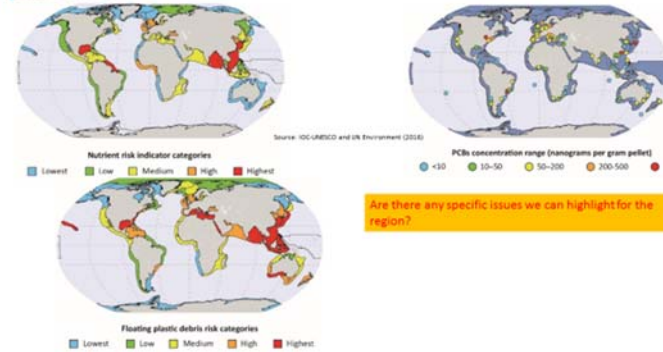 Source: IOC-UNESCO and UN Environment (2016)
Nutrient risk indicator categories
Lowest Low Medium High Highest
PCBs concentration range (nanograms per gram pellet)
<10 10–50 50–200 200-500
Are there any specific issues we can highlight for the
region?
Floating plastic debris risk categories
Lowest Low Medium High Highest